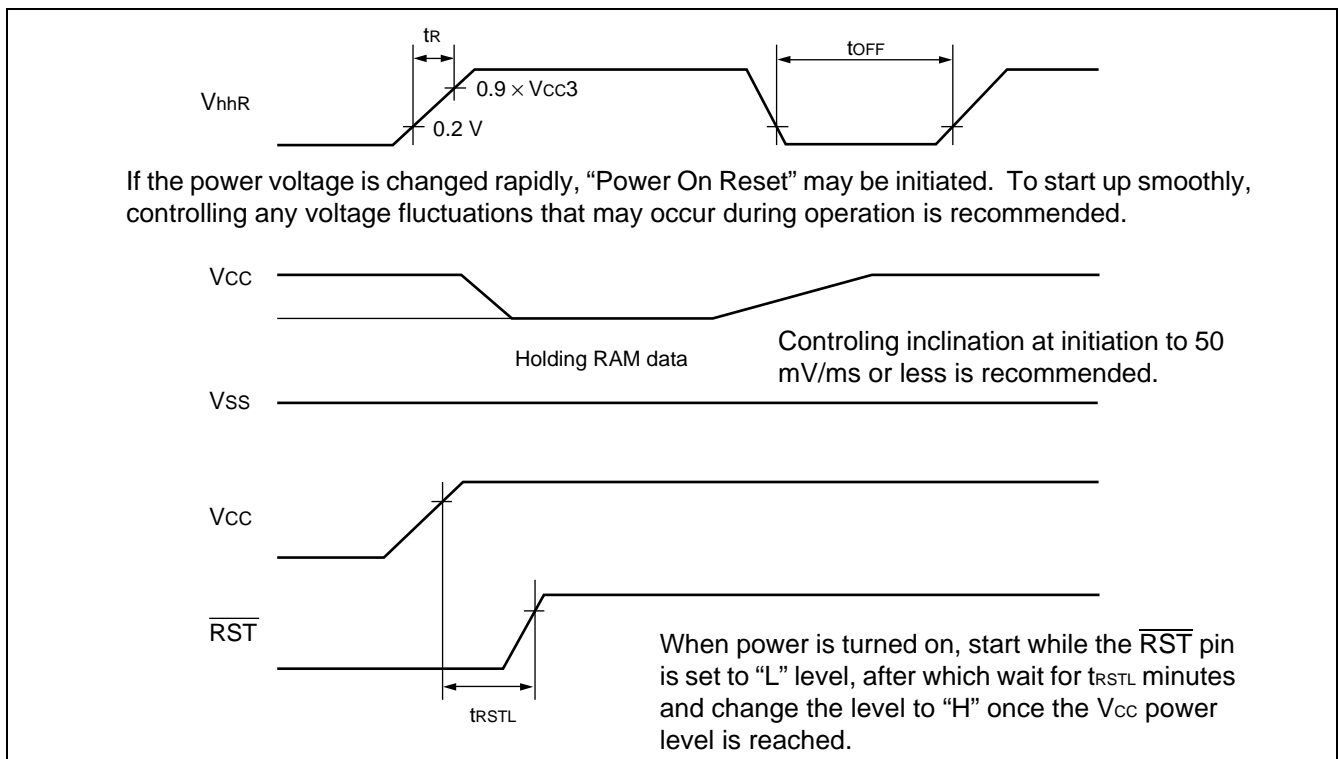 tR
tOFF
VhhR
0.9 × VCC3
0.2 V
If the power voltage is changed rapidly, “Power On Reset” may be initiated. To start up smoothly,
controlling any voltage fluctuations that may occur during operation is recommended.
VCC
Holding RAM data
Controling inclination at initiation to 50
mV/ms or less is recommended.
VSS
VCC
RST
tRSTL
When power is turned on, start while the RST pin
is set to “L” level, after which wait for tRSTL minutes
and change the level to “H” once the VCC power
level is reached.